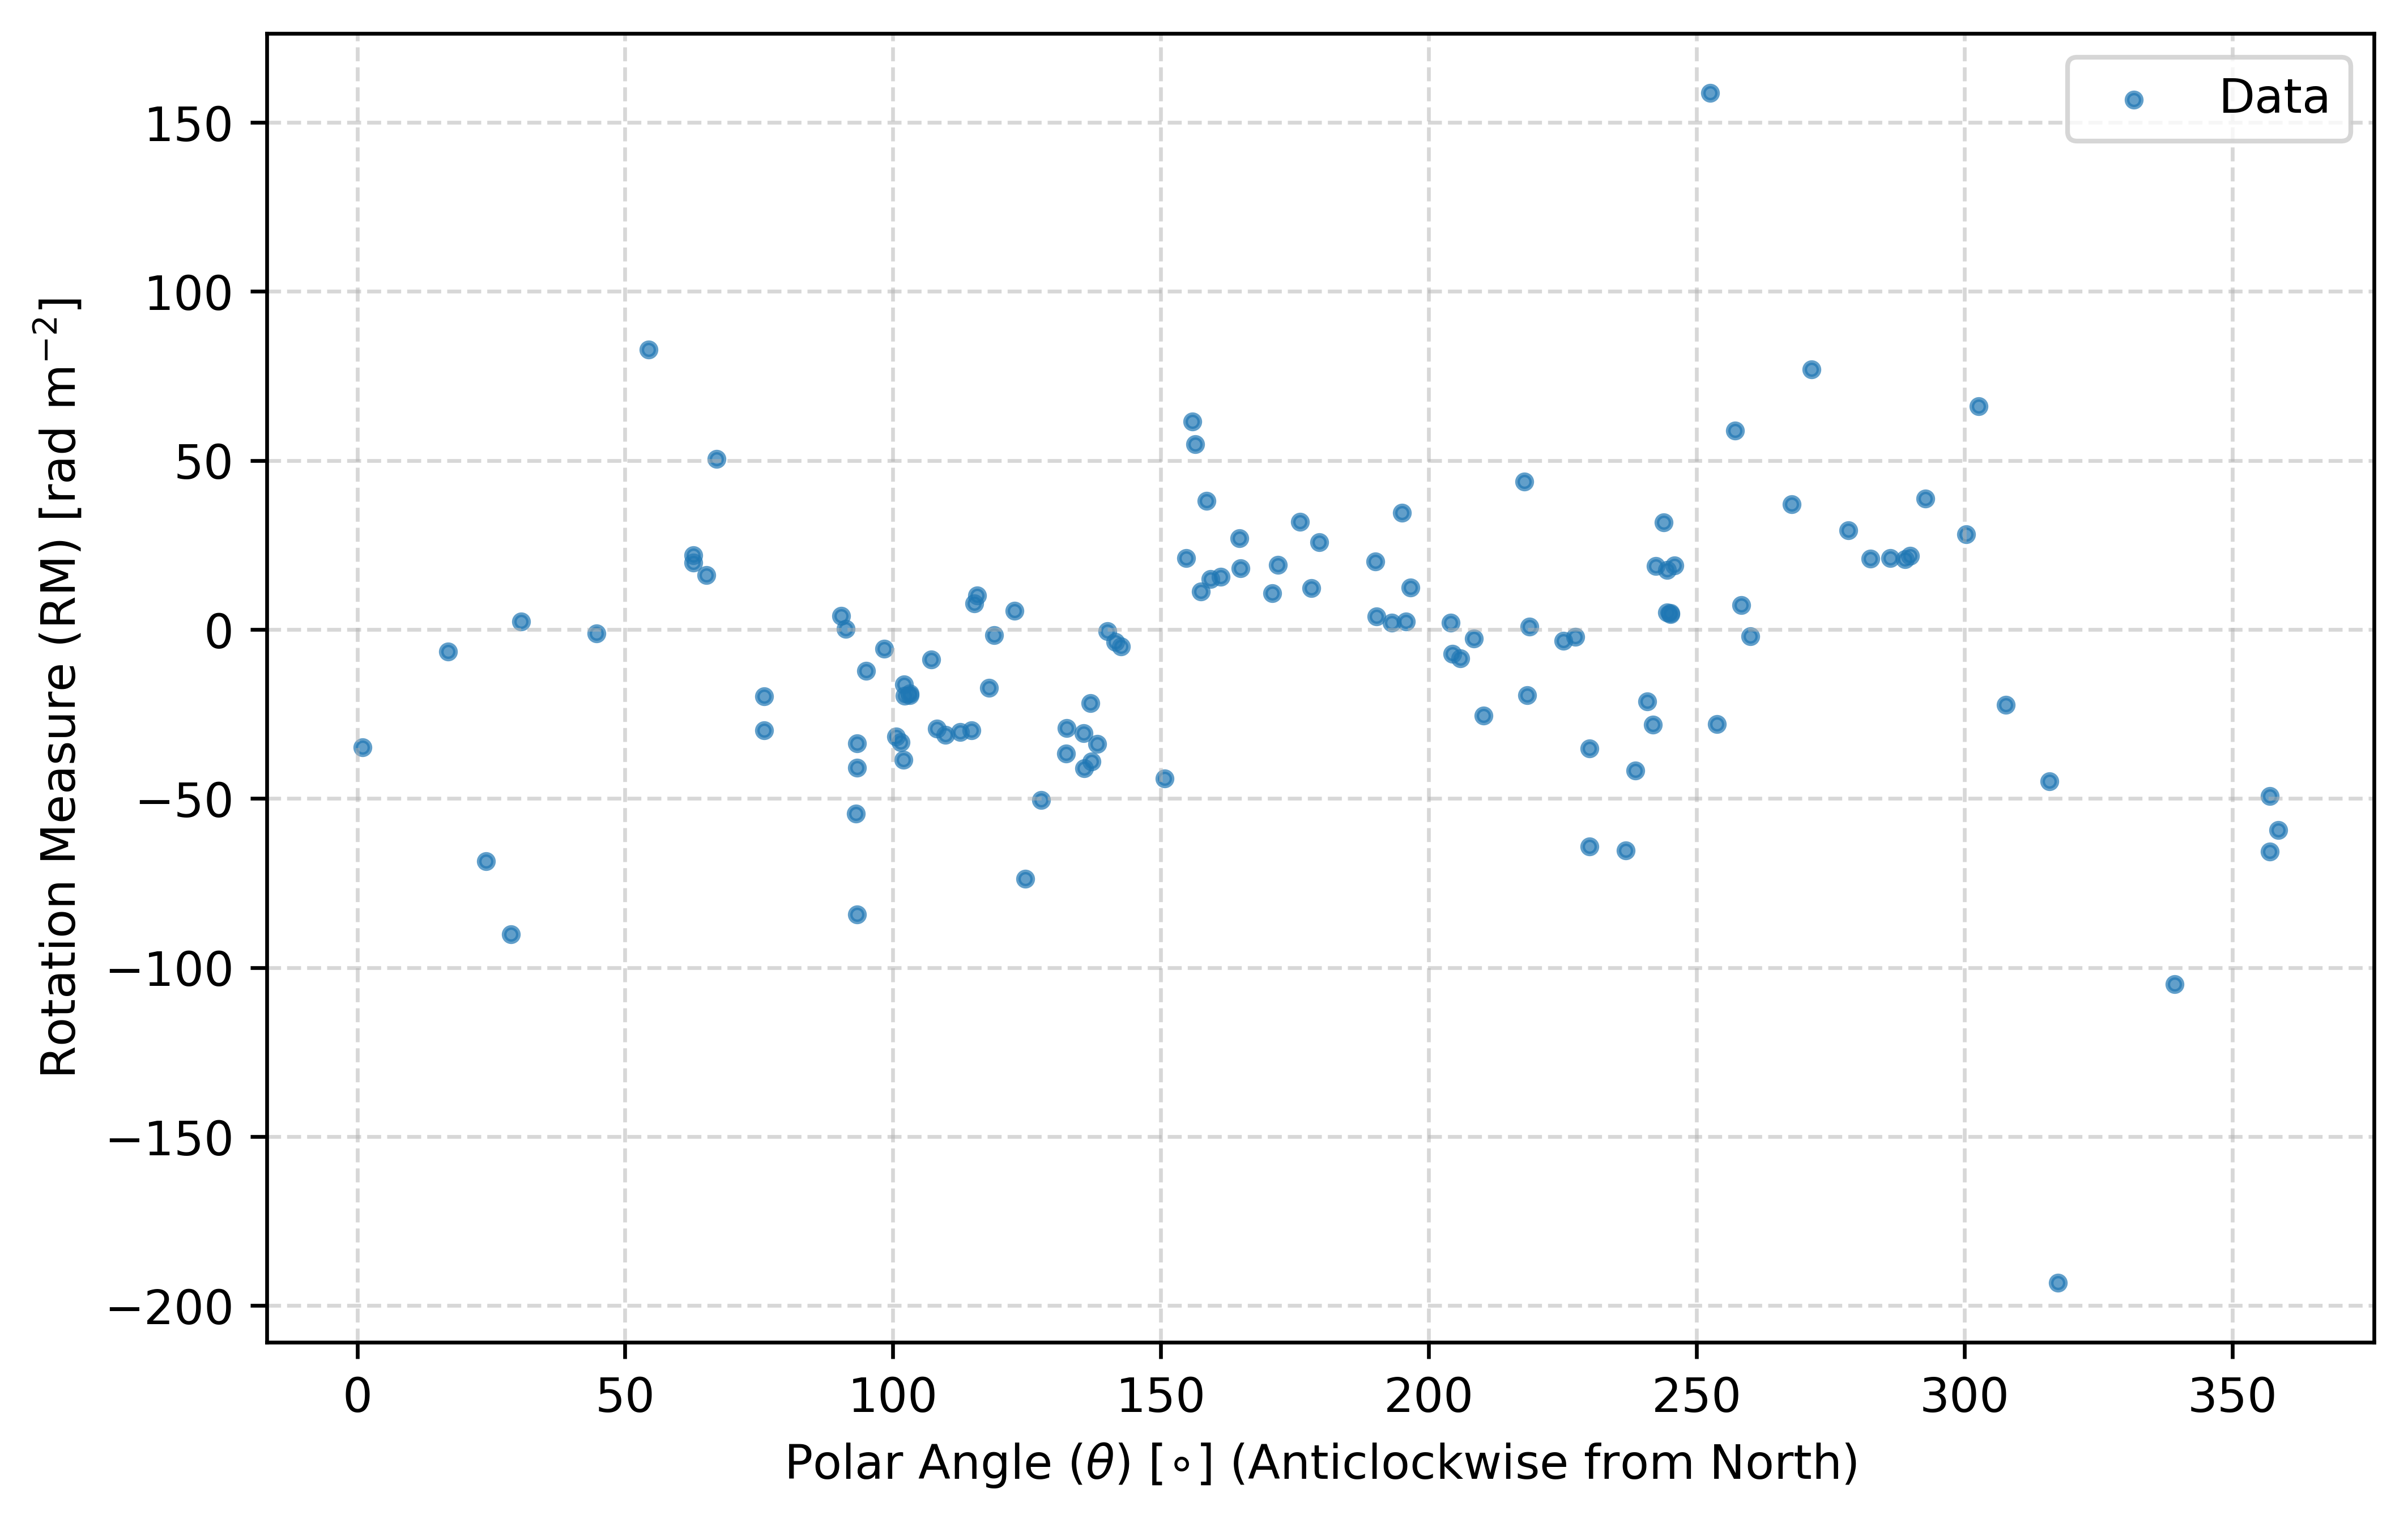 Data
150
100
50
0
−50
−100
−150
−200
Rotation Measure (RM) [rad m⁻²]
0 50 100 150 200 250 300 350
Polar Angle (θ) [∘] (Anticlockwise from North)